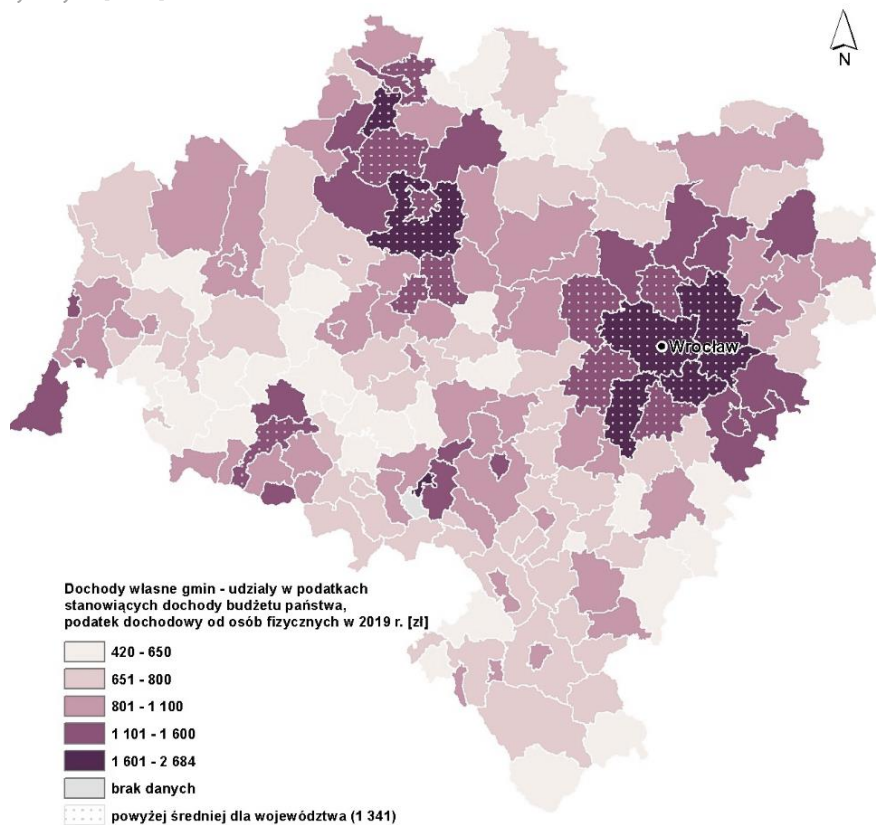 N
Wrocław
Dochody własne gmin - udziały w podatkach
stanowiących dochody budżetu państwa,
podatek dochodowy od osób fizycznych w 2019 r. [zł]
420 - 650
651 - 800
801 - 1 100
1 101 - 1 600
1 601 - 2 684
brak danych
powyżej średniej dla województwa (1 341)